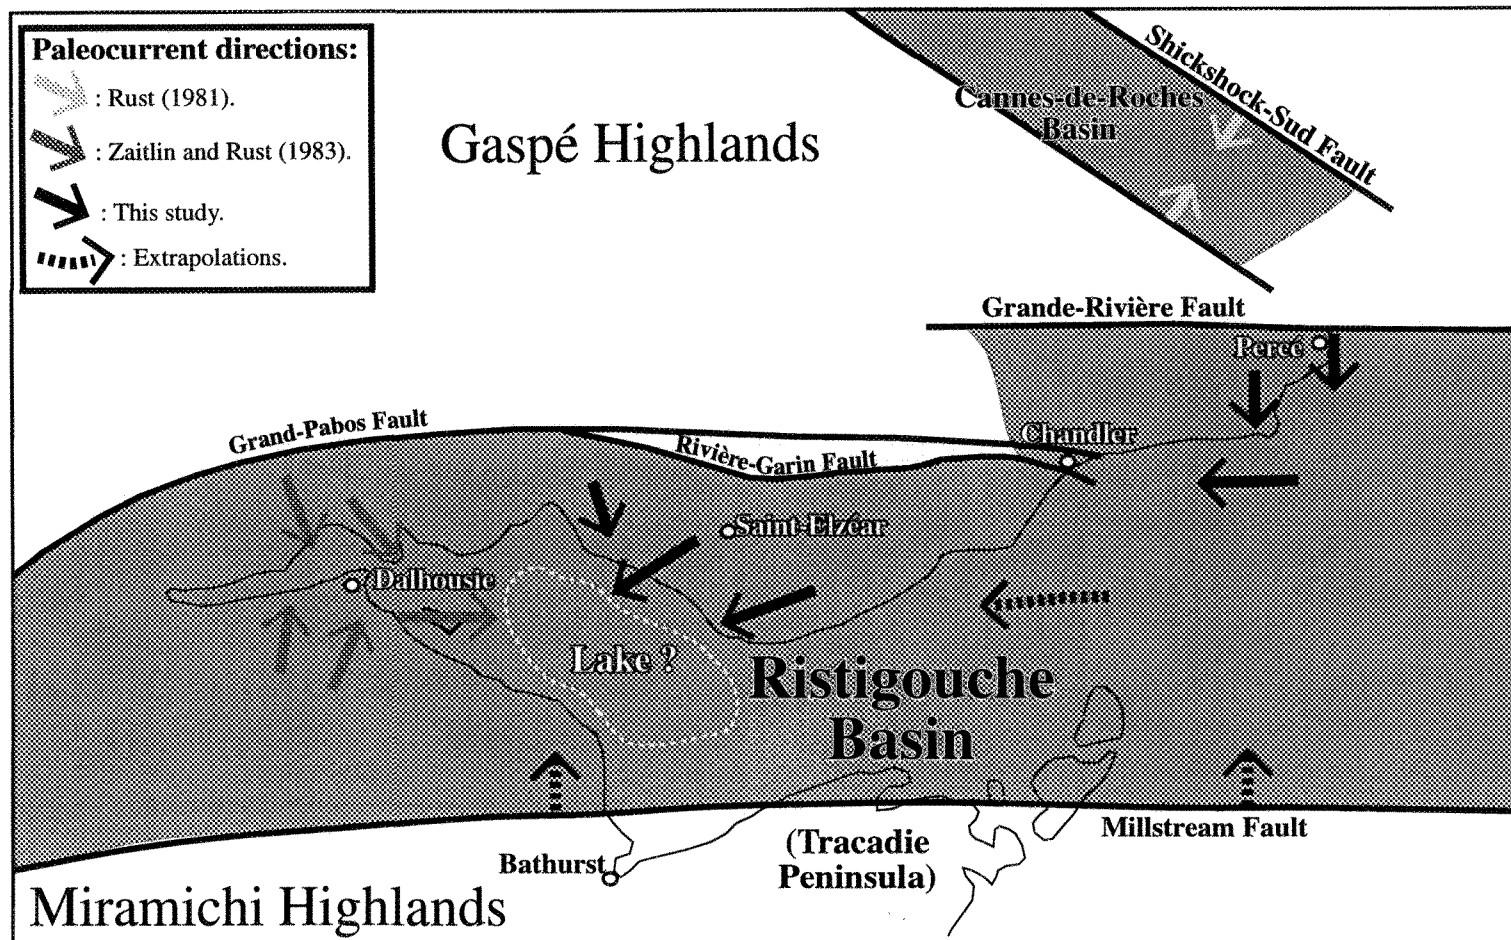 Paleocurrent directions:
: Rust (1981).
: Zaitlin and Rust (1983).
: This study.
: Extrapolations.
Gaspé Highlands
Shickshock-Sud Fault
Cannes-de-Roches
Basin
Grande-Rivière Fault
Percé
Grand-Pabos Fault
Rivière-Garin Fault
Chandler
Saint-Elzéar
Dalhousie
Lake ?
Ristigouche
Basin
Millstream Fault
(Tracadie
Peninsula)
Bathurst
Miramichi Highlands